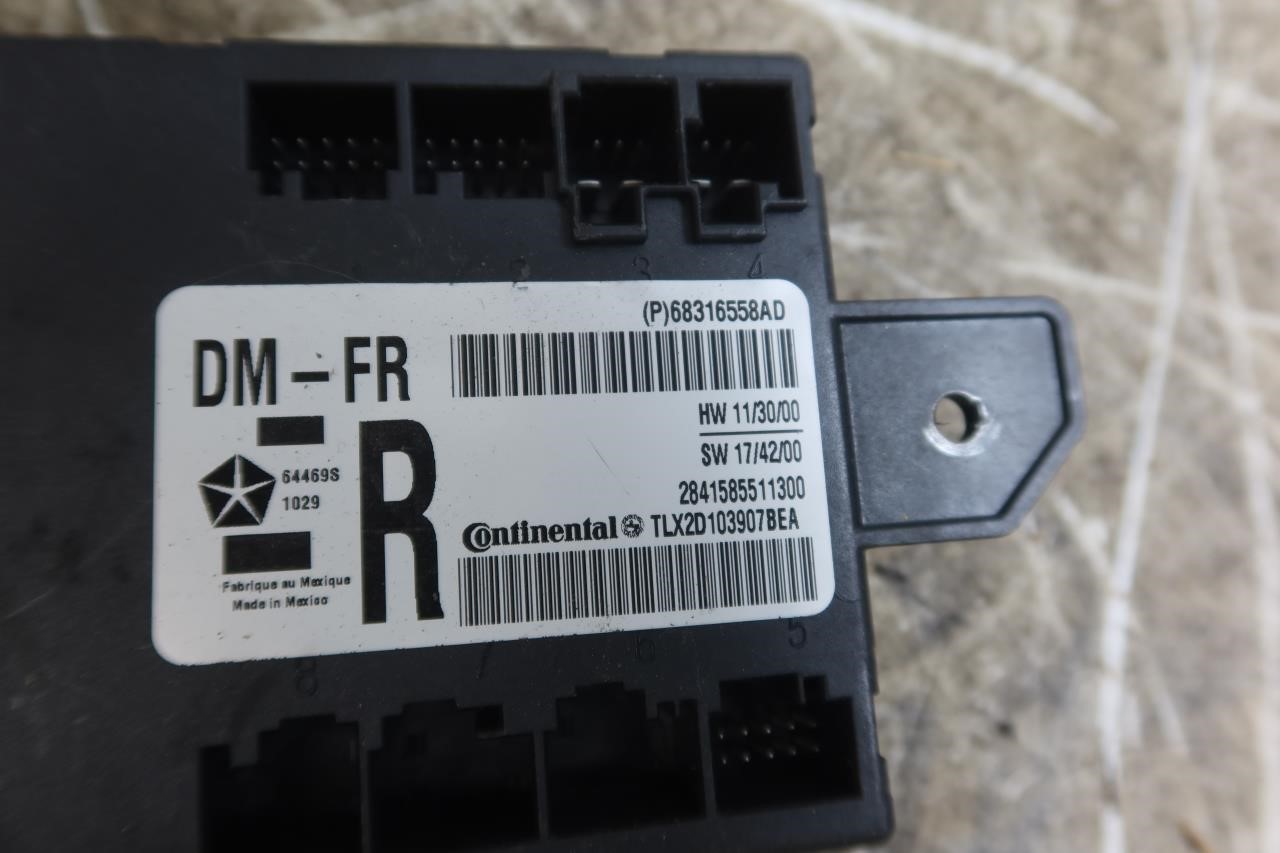 2 3 4
(P)68316558AD
DM-FR
HW 11/30/00
R
SW 17/42/00
64469S
1029
2841585511300
Continental TLX2D103907BEA
Fabrique au Mexique
Made in Mexico
8 7 6 5